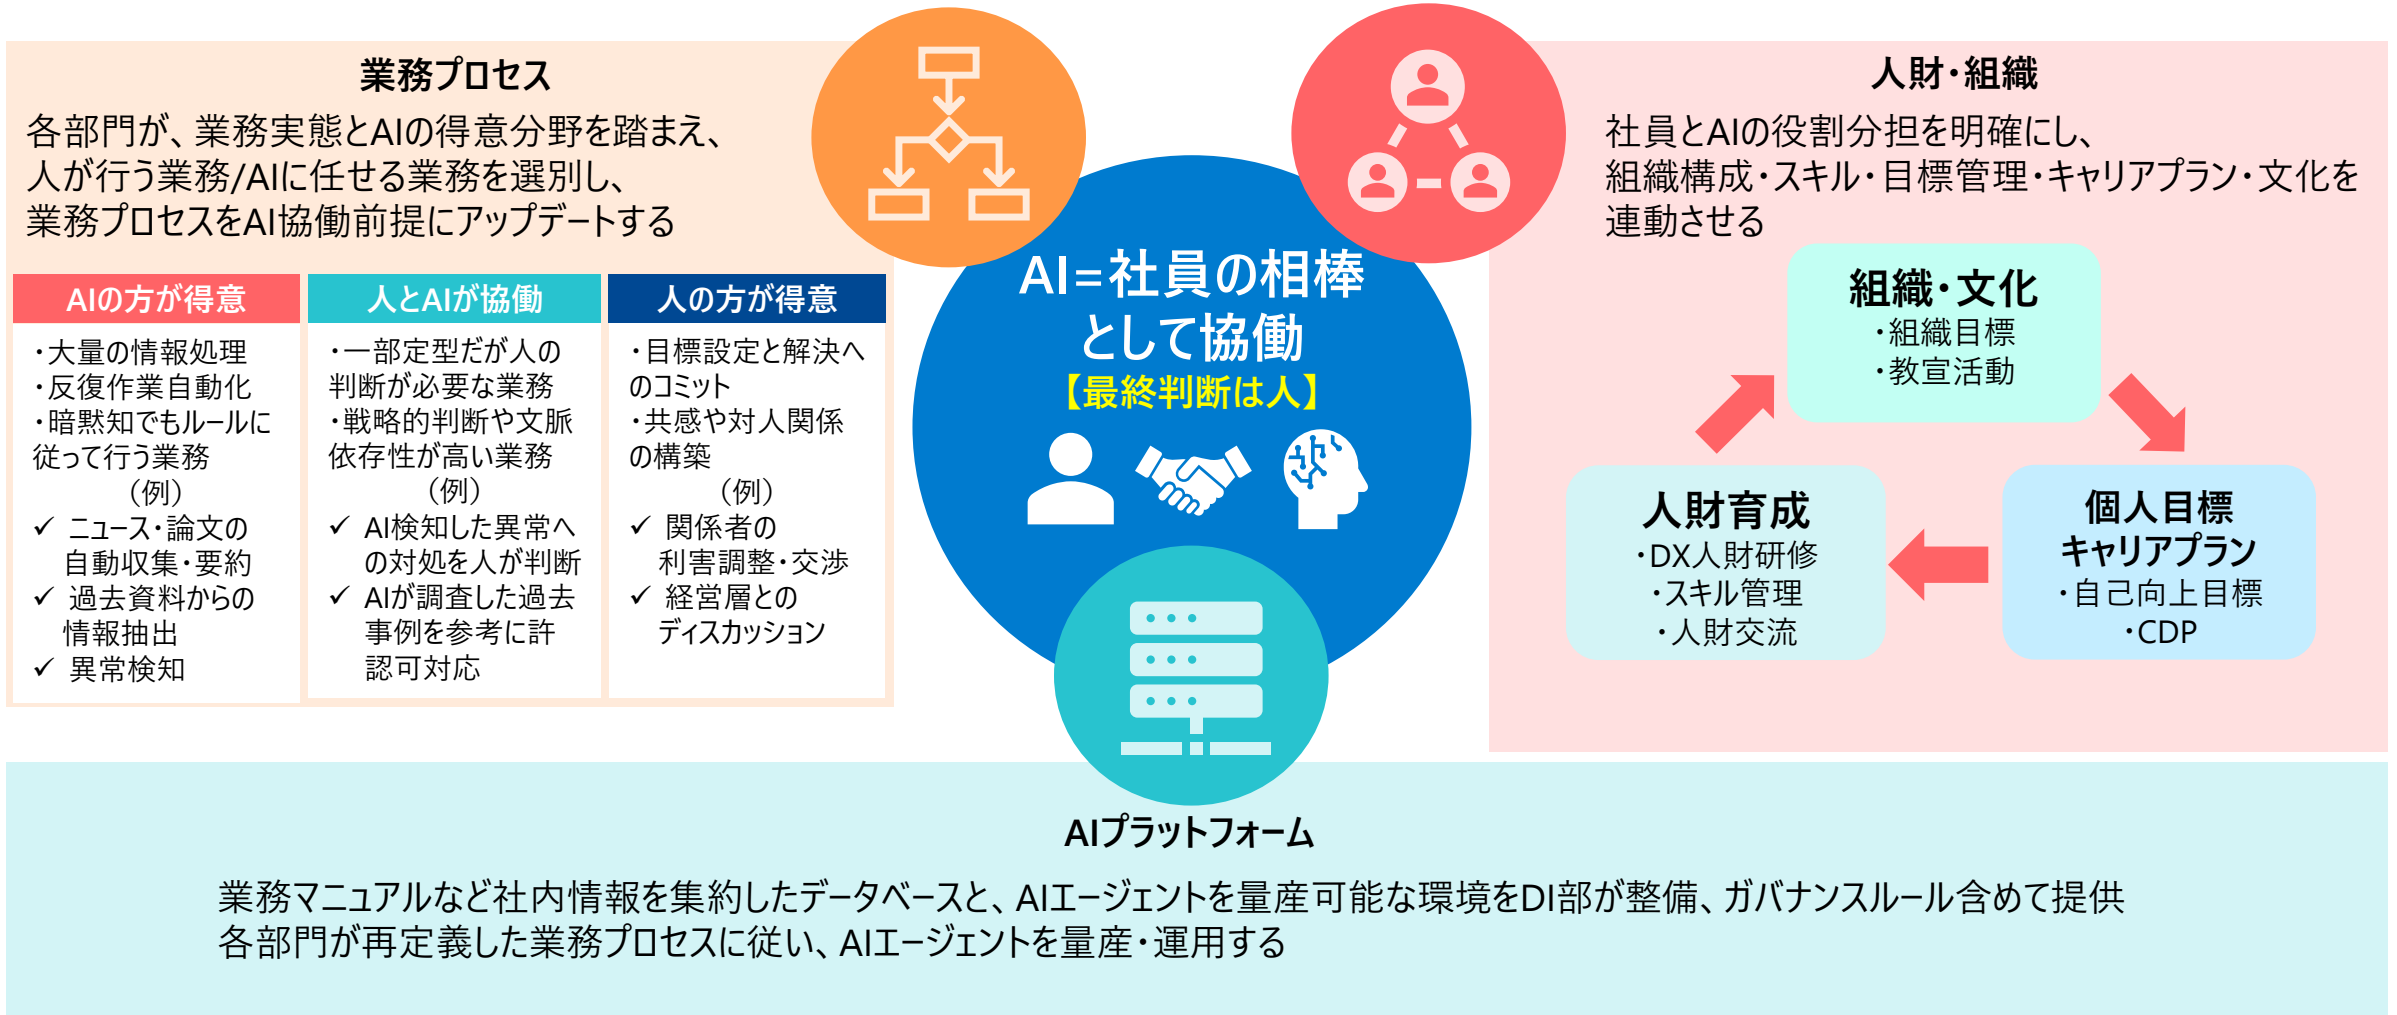 業務プロセス
各部門が、業務実態とAIの得意分野を踏まえ、
人が行う業務/AIに任せる業務を選別し、
業務プロセスをAI協働前提にアップデートする
AIの方が得意
・大量の情報処理
・反復作業自動化
・暗黙知でもルールに
従って行う業務
（例）
✓ ニュース・論文の
自動収集・要約
✓ 過去資料からの
情報抽出
✓ 異常検知
人とAIが協働
・一部定型だが人の
判断が必要な業務
・戦略的判断や文脈
依存性が高い業務
（例）
✓ AI検知した異常へ
の対処を人が判断
✓ AIが調査した過去
事例を参考に許
認可対応
人の方が得意
・目標設定と解決へ
のコミット
・共感や対人関係
の構築
（例）
✓ 関係者の
利害調整・交渉
✓ 経営層との
ディスカッション
AI=社員の相棒
として協働
【最終判断は人】
人財・組織
社員とAIの役割分担を明確にし、
組織構成・スキル・目標管理・キャリアプラン・文化を
連動させる
組織・文化
・組織目標
・教宣活動
人財育成
・DX人財研修
・スキル管理
・人財交流
個人目標
キャリアプラン
・自己向上目標
・CDP
AIプラットフォーム
業務マニュアルなど社内情報を集約したデータベースと、AIエージェントを量産可能な環境をDI部が整備、ガバナンスルール含めて提供
各部門が再定義した業務プロセスに従い、AIエージェントを量産・運用する